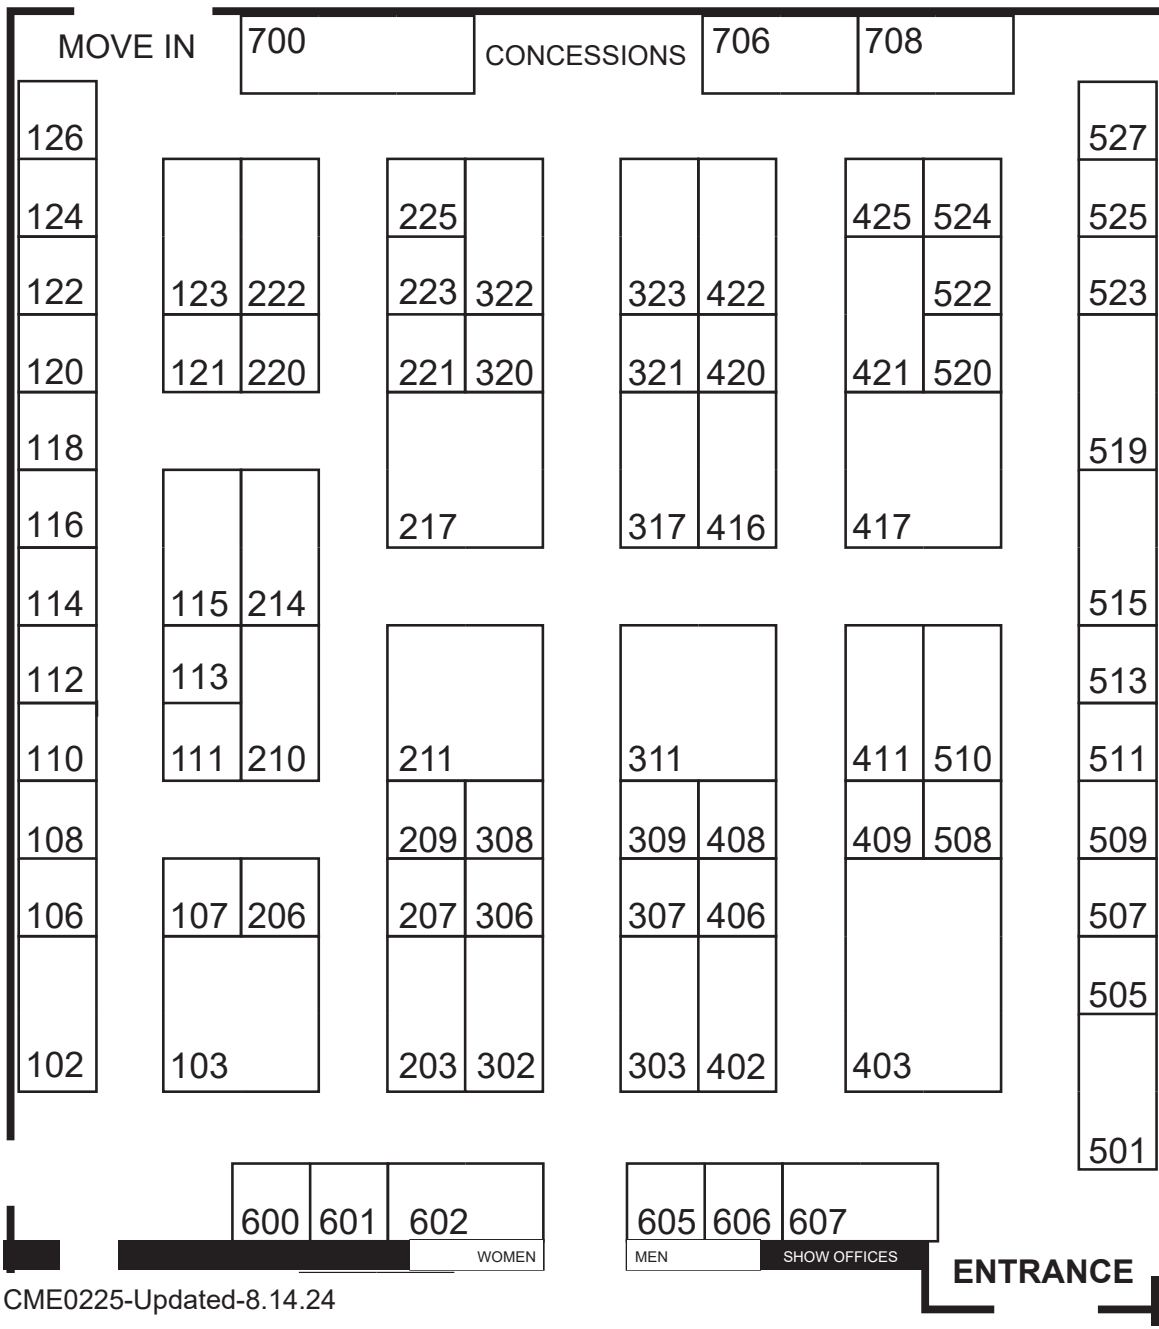 MOVE IN 700 CONCESSIONS 706 708
126 527
124 225 425 524 525
122 123 222 223 322 323 422 522 523
120 121 220 221 320 321 420 421 520
118 519
116 217 317 416 417
114 115 214 515
112 113 513
110 111 210 211 311 411 510 511
108 209 308 309 408 409 508 509
106 107 206 207 306 307 406 507
505
102 103 203 302 303 402 403
501
600 601 602 605 606 607
WOMEN MEN SHOW OFFICES
ENTRANCE
CME0225-Updated-8.14.24